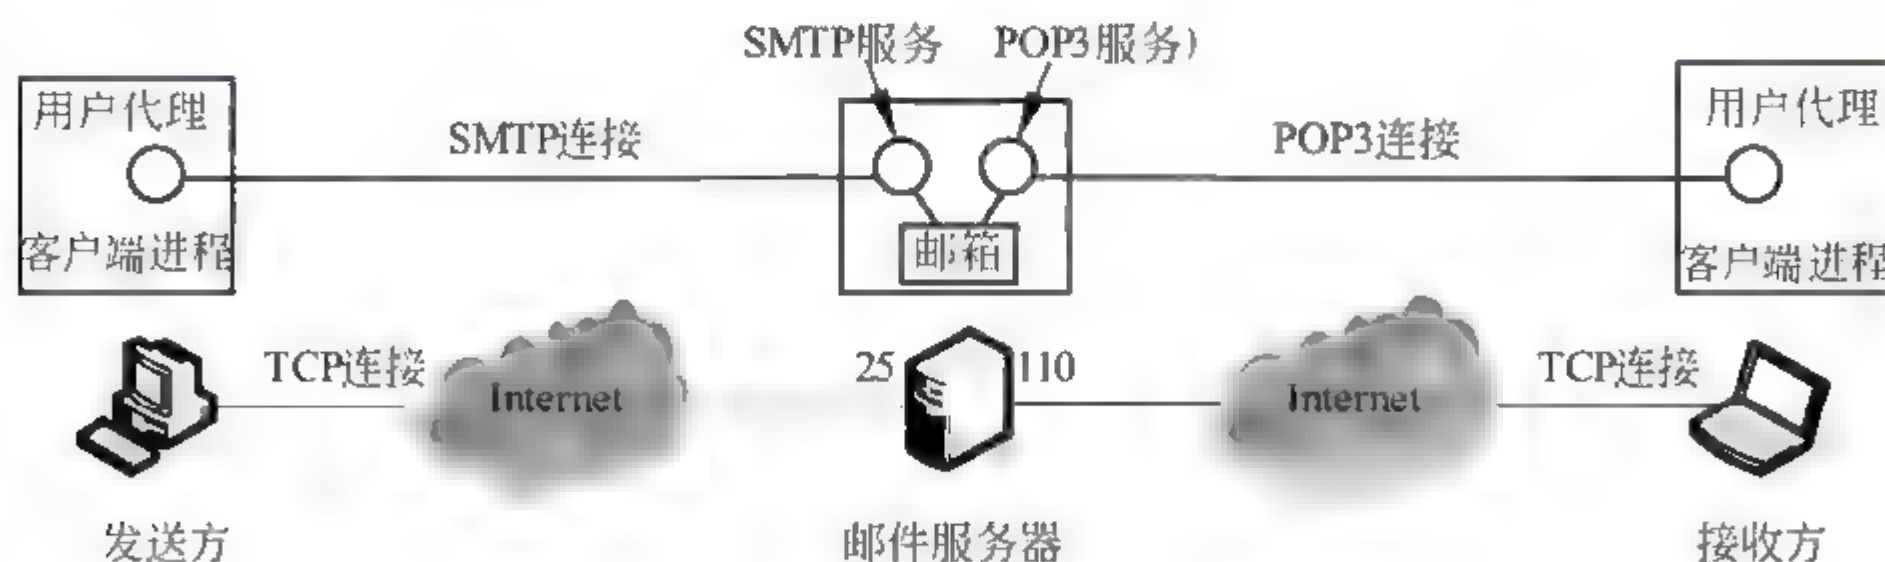 SMTP服务 POP3服务)
用户代理
SMTP连接
POP3连接
用户代理
客户端进程
邮箱
客户端进程
TCP连接
Internet
25
110
Internet
TCP连接
发送方
邮件服务器
接收方